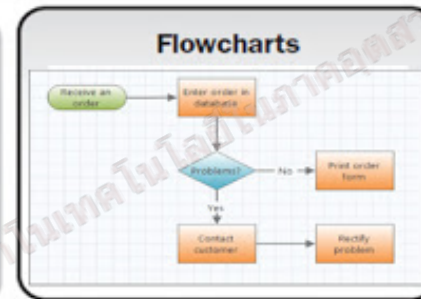 Flowcharts
Receive an
order
Enter order in
database
Problems?
No
Print order
form
Yes
Contact
customer
Rectify
problem